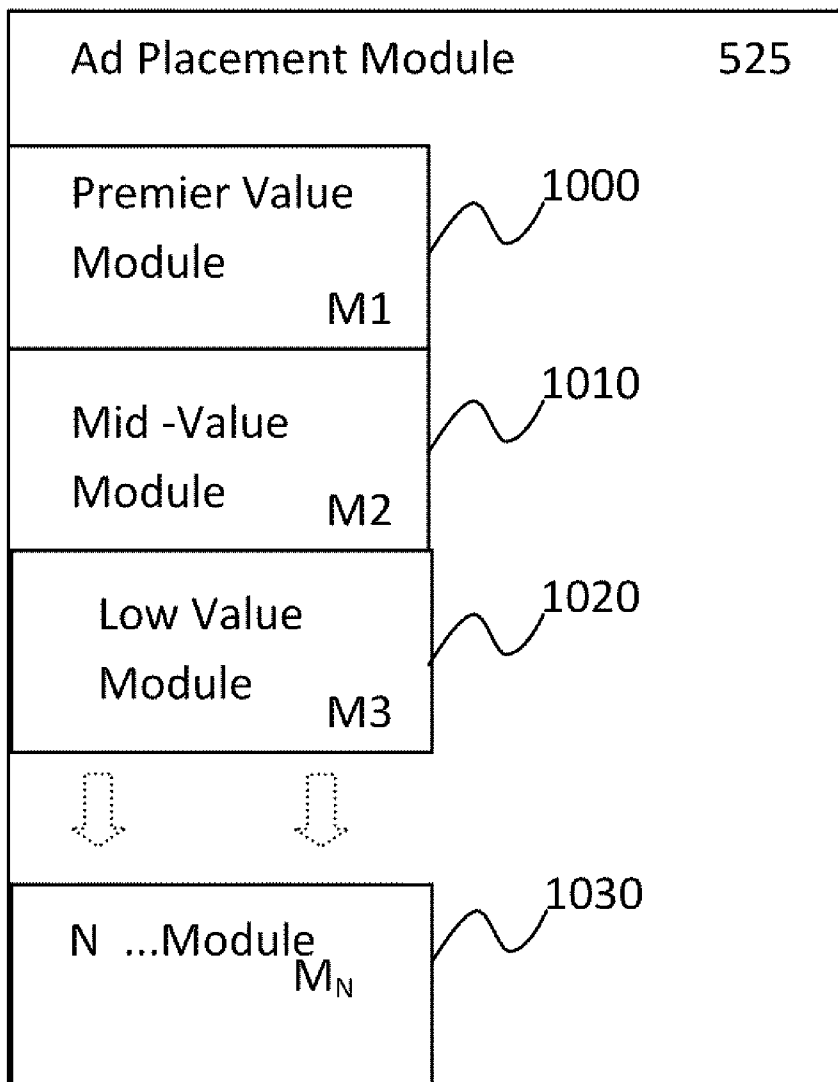 Ad Placement Module 525
Premier Value
Module
M1
1000
Mid -Value
Module
M2
1010
Low Value
Module
M3
1020
N ...Module
MN
1030